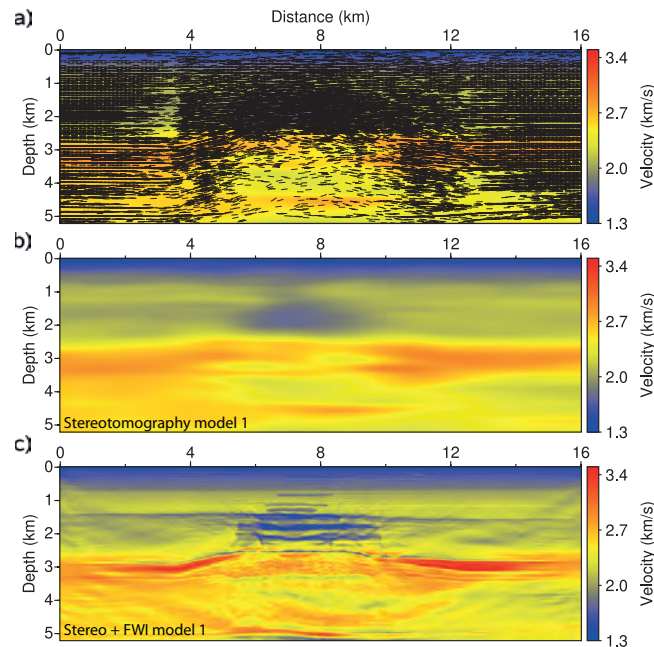 Distance (km)
a)
0 4 8 12 16
0
1
2
3
4
5
Depth (km)
3.4
2.7
2.0
1.3
Velocity (km/s)
b)
0 4 8 12 16
0
1
2
3
4
5
Depth (km)
Stereotomography model 1
3.4
2.7
2.0
1.3
Velocity (km/s)
c)
0 4 8 12 16
0
1
2
3
4
5
Depth (km)
Stereo + FWI model 1
3.4
2.7
2.0
1.3
Velocity (km/s)